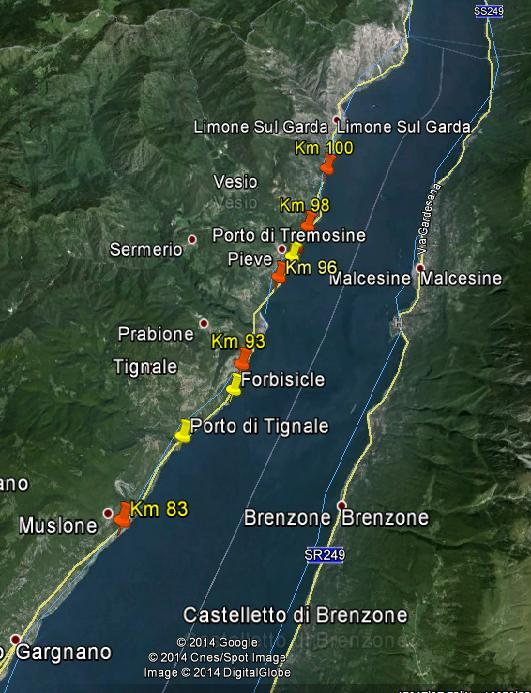 SS249
Limone Sul Garda Limone Sul Garda
Km 100
Vesio
Vesio
Km 98
Porto di Tremosine
Sermerio
Pieve
Km 96
Via Gardesana
Malcesine Malcesine
Prabione
Km 93
Tignale
Forbisicle
Porto di Tignale
ano
Km 83
Muslone
Brenzone Brenzone
SR249
Castelletto di Brenzone
o Gargnano
© 2014 Google
© 2014 Cnes/Spot Image
Image © 2014 DigitalGlobe